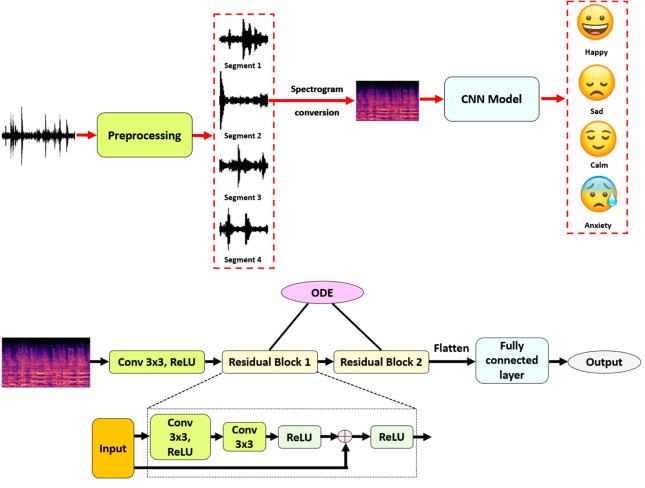 Segment 1
Happy
Spectrogram
conversion
Preprocessing
CNN Model
Segment 2
Sad
Segment 3
Calm
Segment 4
Anxiety
ODE
Conv 3x3, ReLU
Residual Block 1
Residual Block 2
Flatten
Fully
connected
layer
Output
Input
Conv
3x3,
ReLU
Conv
3x3
ReLU
ReLU